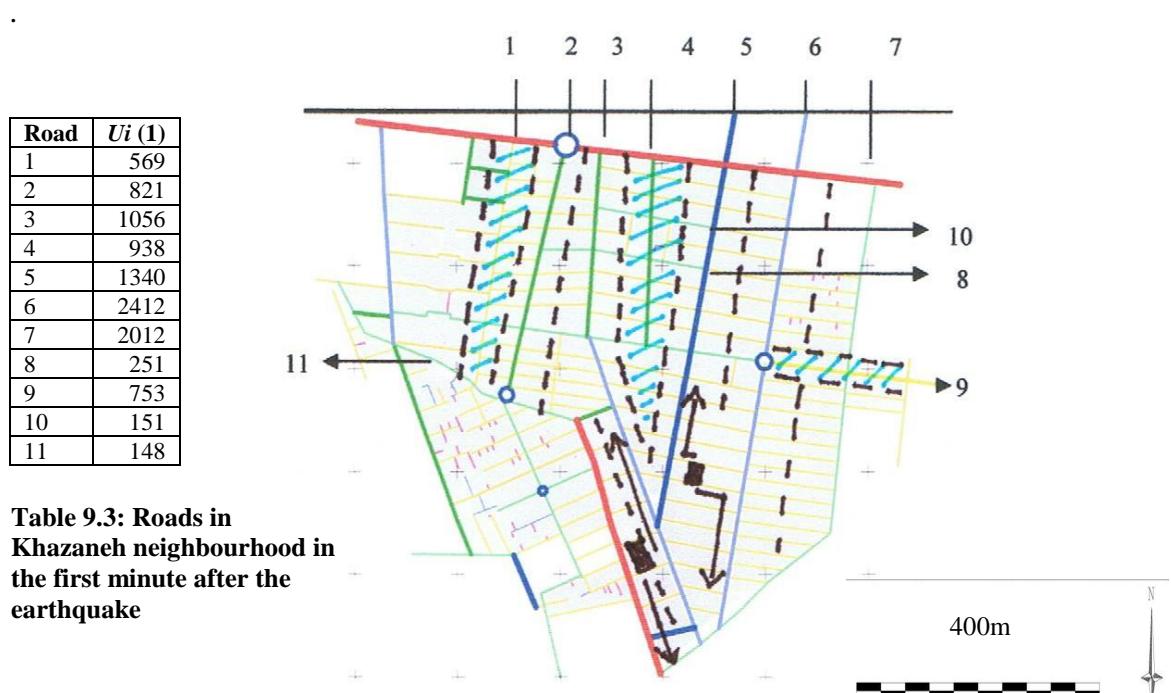 .
1 2 3 4 5 6 7
Road Ui (1)
1 569
2 821
3 1056
4 938
5 1340
6 2412
7 2012
8 251
9 753
10 151
11 148
10
8
11
9
Table 9.3: Roads in
Khazaneh neighbourhood in
the first minute after the
earthquake
N
400m